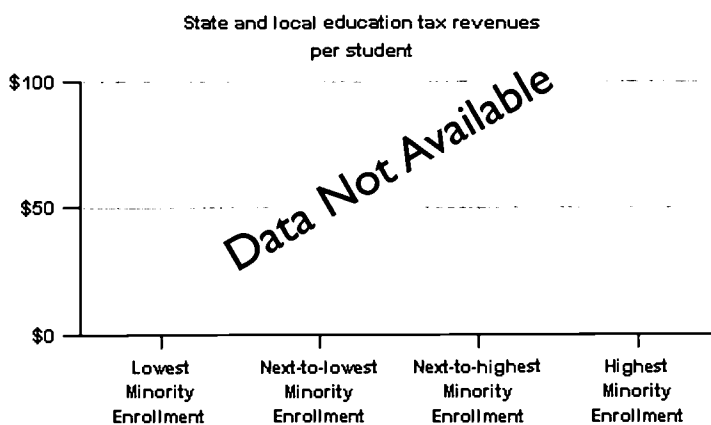 State and local education tax revenues
per student
$100
$50
$0
Data Not Available
Lowest
Minority
Enrollment
Next-to-lowest
Minority
Enrollment
Next-to-highest
Minority
Enrollment
Highest
Minority
Enrollment